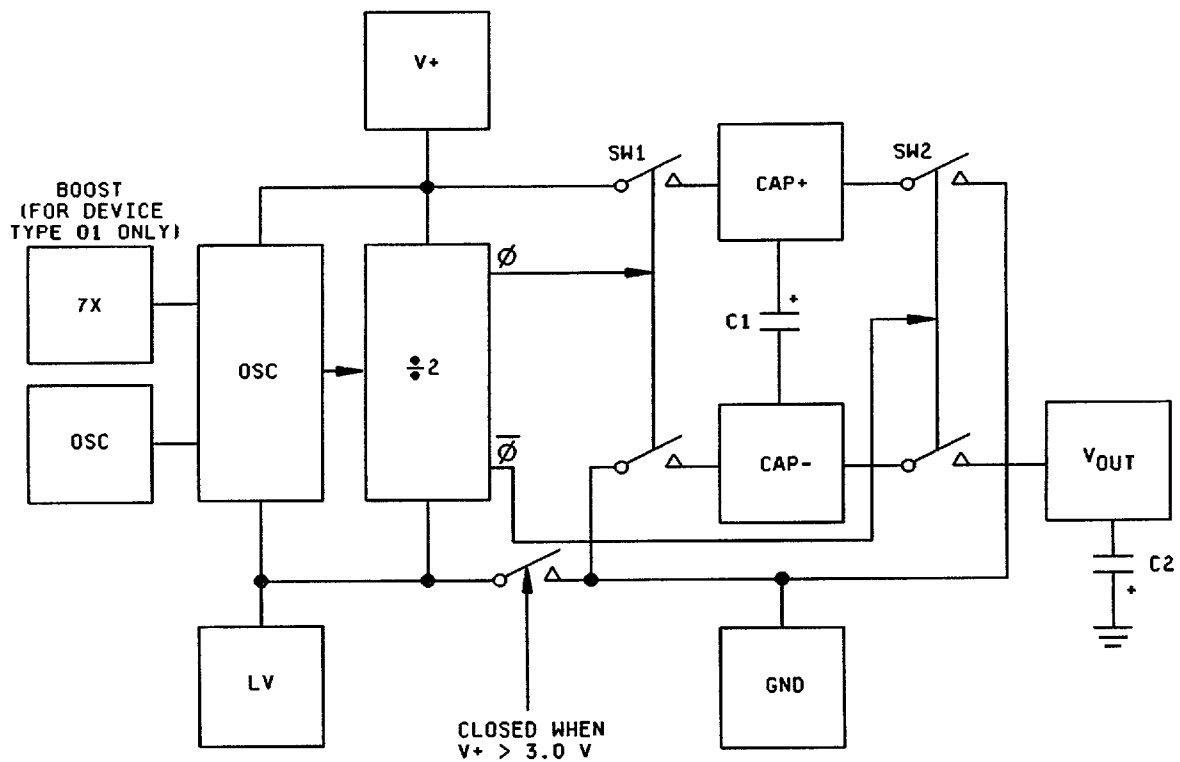 V+
SW1
SW2
CAP+
BOOST
(FOR DEVICE
TYPE 01 ONLY)
7X
OSC
OSC
÷2
Ø
Ø̅
C1
+
CAP-
VOUT
C2
+
LV
GND
CLOSED WHEN
V+ > 3.0 V